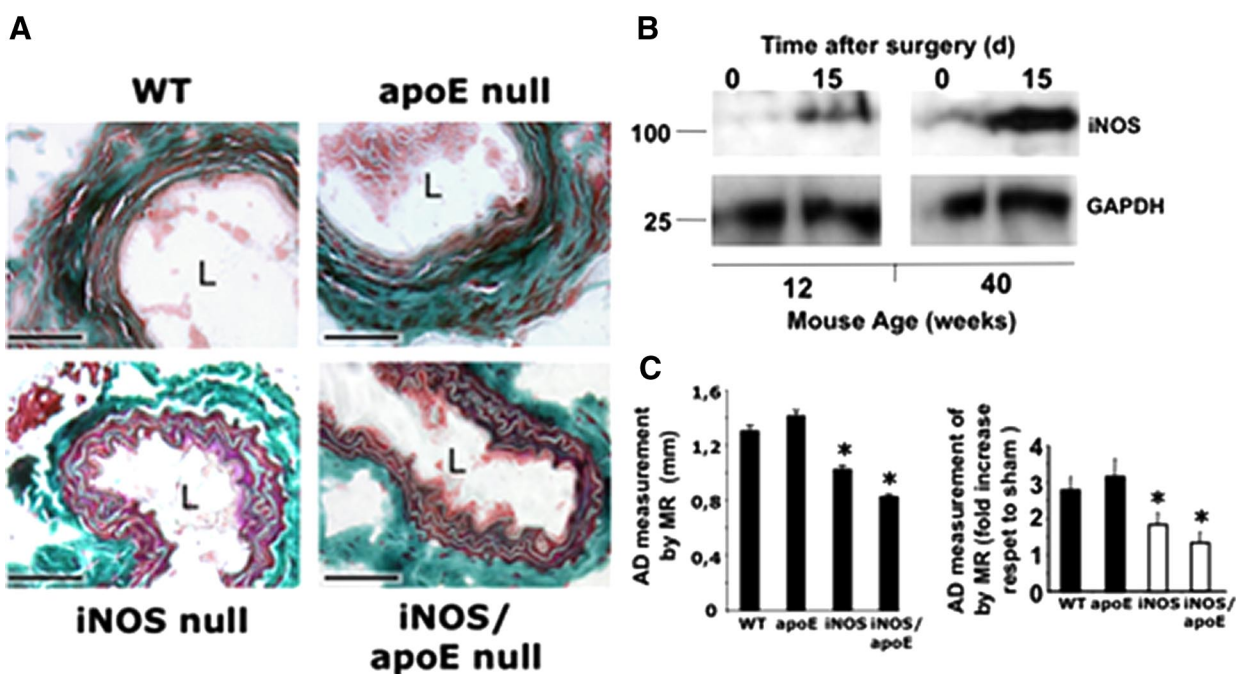 A
WT
apoE null
L
L
L
L
iNOS null
iNOS/
apoE null
B
Time after surgery (d)
0 15 0 15
100
iNOS
25
GAPDH
12 40
Mouse Age (weeks)
C
AD measurement
by MR (mm)
1,6
1,2
0,8
0,4
0
*
*
WT apoE iNOS iNOS/
apoE
AD measurement of
by MR (fold increase
respet to sham )
4
3
2
1
0
*
*
WT apoE iNOS iNOS/
apoE